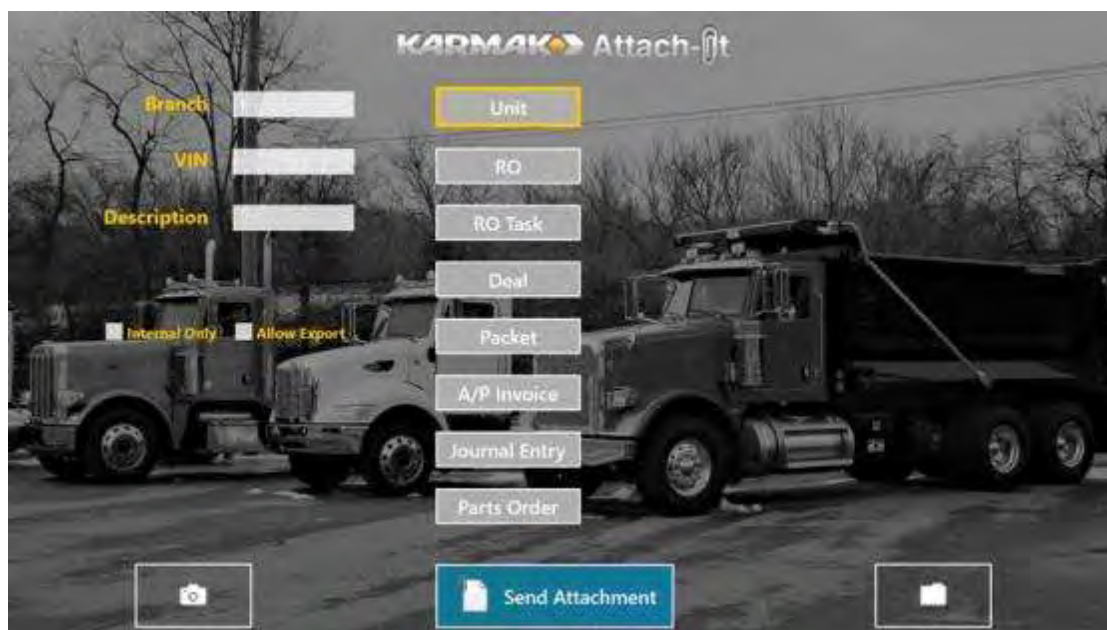 KARMAK Attach-It
Branch
VIN
Description
Internal Only
Allow Export
Unit
RO
RO Task
Deal
Packet
A/P Invoice
Journal Entry
Parts Order
Send Attachment